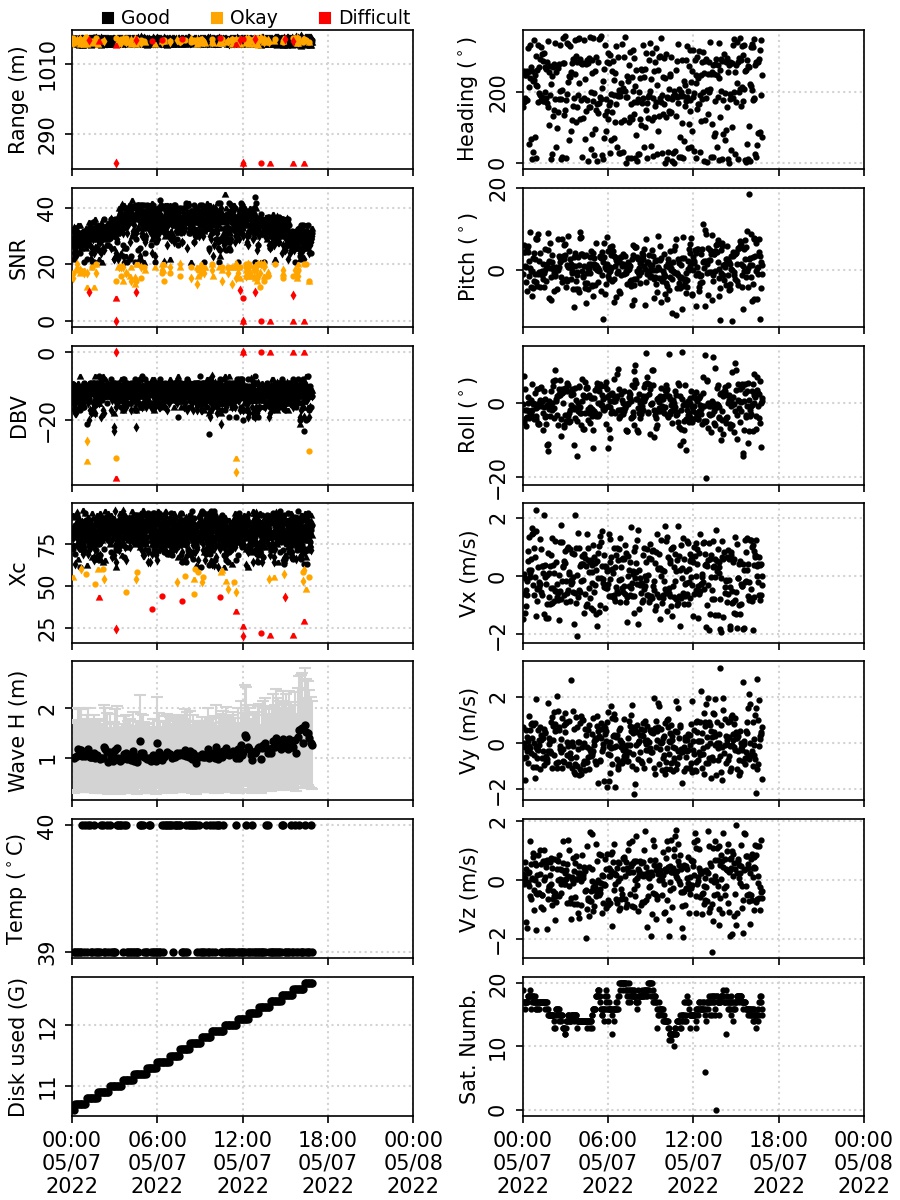 Good Okay Difficult
Range (m)
1010
290
Heading (°)
200
0
SNR
40
20
0
Pitch (°)
20
0
DBV
0
−20
Roll (°)
0
−20
Xc
75
50
25
Vx (m/s)
2
0
−2
Wave H (m)
2
1
Vy (m/s)
2
0
−2
Temp (°C)
40
39
Vz (m/s)
2
0
−2
Disk used (G)
12
11
Sat. Numb.
20
10
0
00:00 06:00 12:00 18:00 00:00
05/07 05/07 05/07 05/07 05/08
2022 2022 2022 2022 2022
00:00 06:00 12:00 18:00 00:00
05/07 05/07 05/07 05/07 05/08
2022 2022 2022 2022 2022